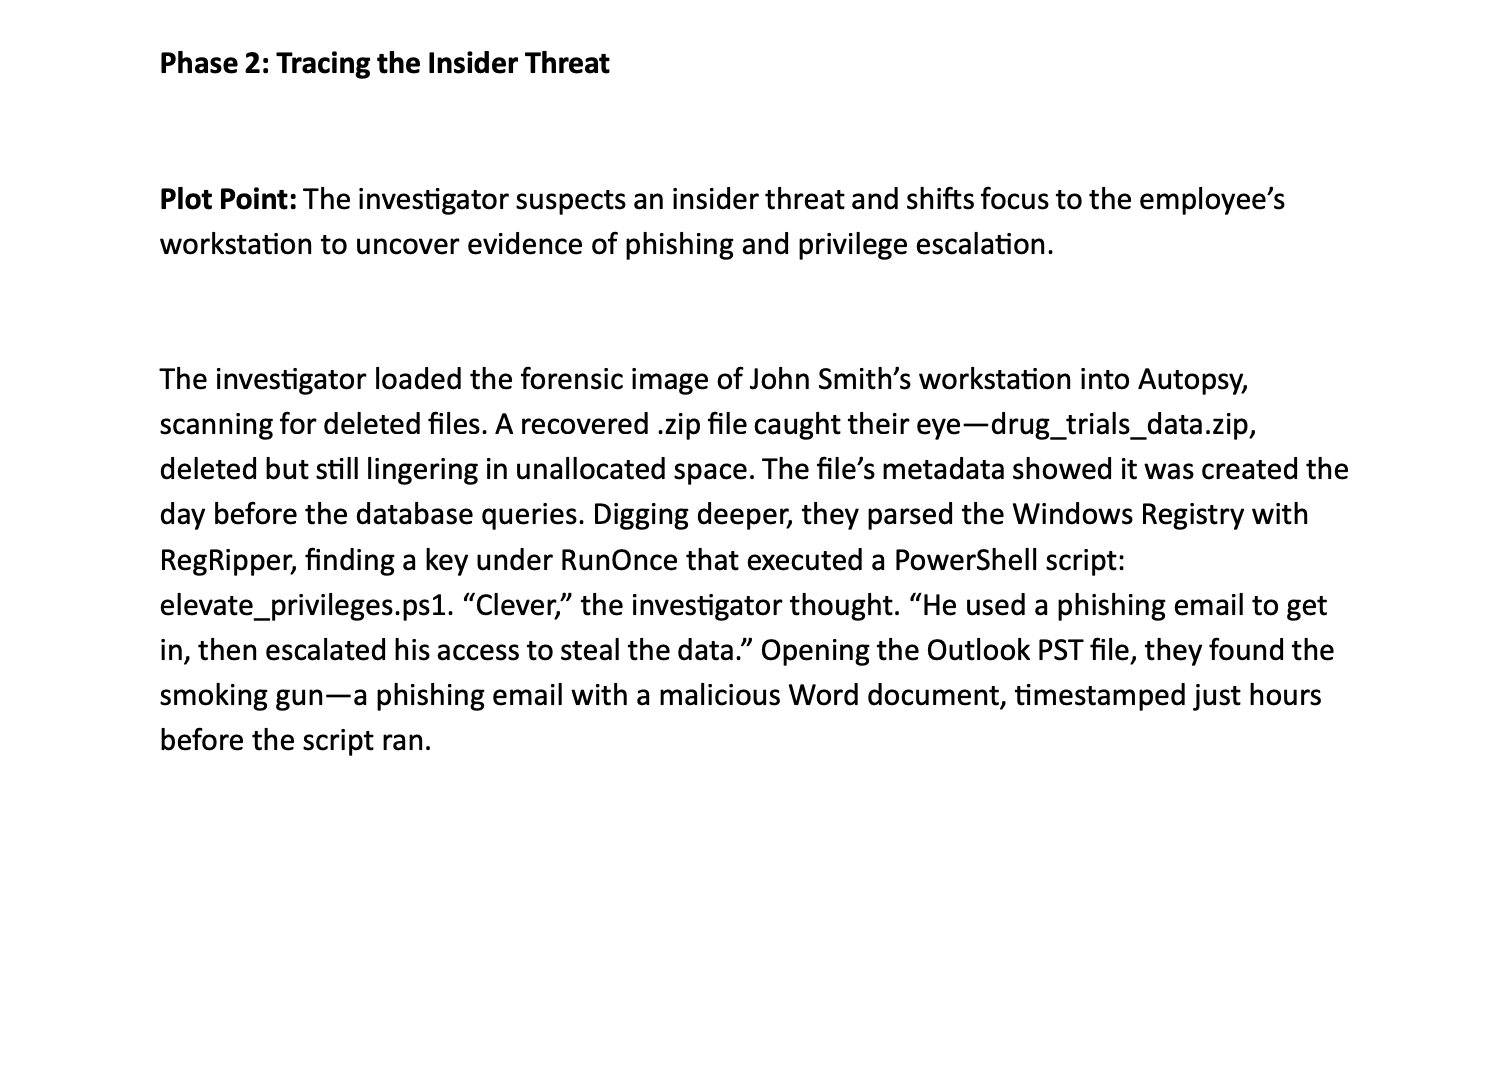 Phase 2: Tracing the Insider Threat
Plot Point: The investigator suspects an insider threat and shifts focus to the employee’s
workstation to uncover evidence of phishing and privilege escalation.
The investigator loaded the forensic image of John Smith’s workstation into Autopsy,
scanning for deleted files. A recovered .zip file caught their eye—drug_trials_data.zip,
deleted but still lingering in unallocated space. The file’s metadata showed it was created the
day before the database queries. Digging deeper, they parsed the Windows Registry with
RegRipper, finding a key under RunOnce that executed a PowerShell script:
elevate_privileges.ps1. “Clever,” the investigator thought. “He used a phishing email to get
in, then escalated his access to steal the data.” Opening the Outlook PST file, they found the
smoking gun—a phishing email with a malicious Word document, timestamped just hours
before the script ran.